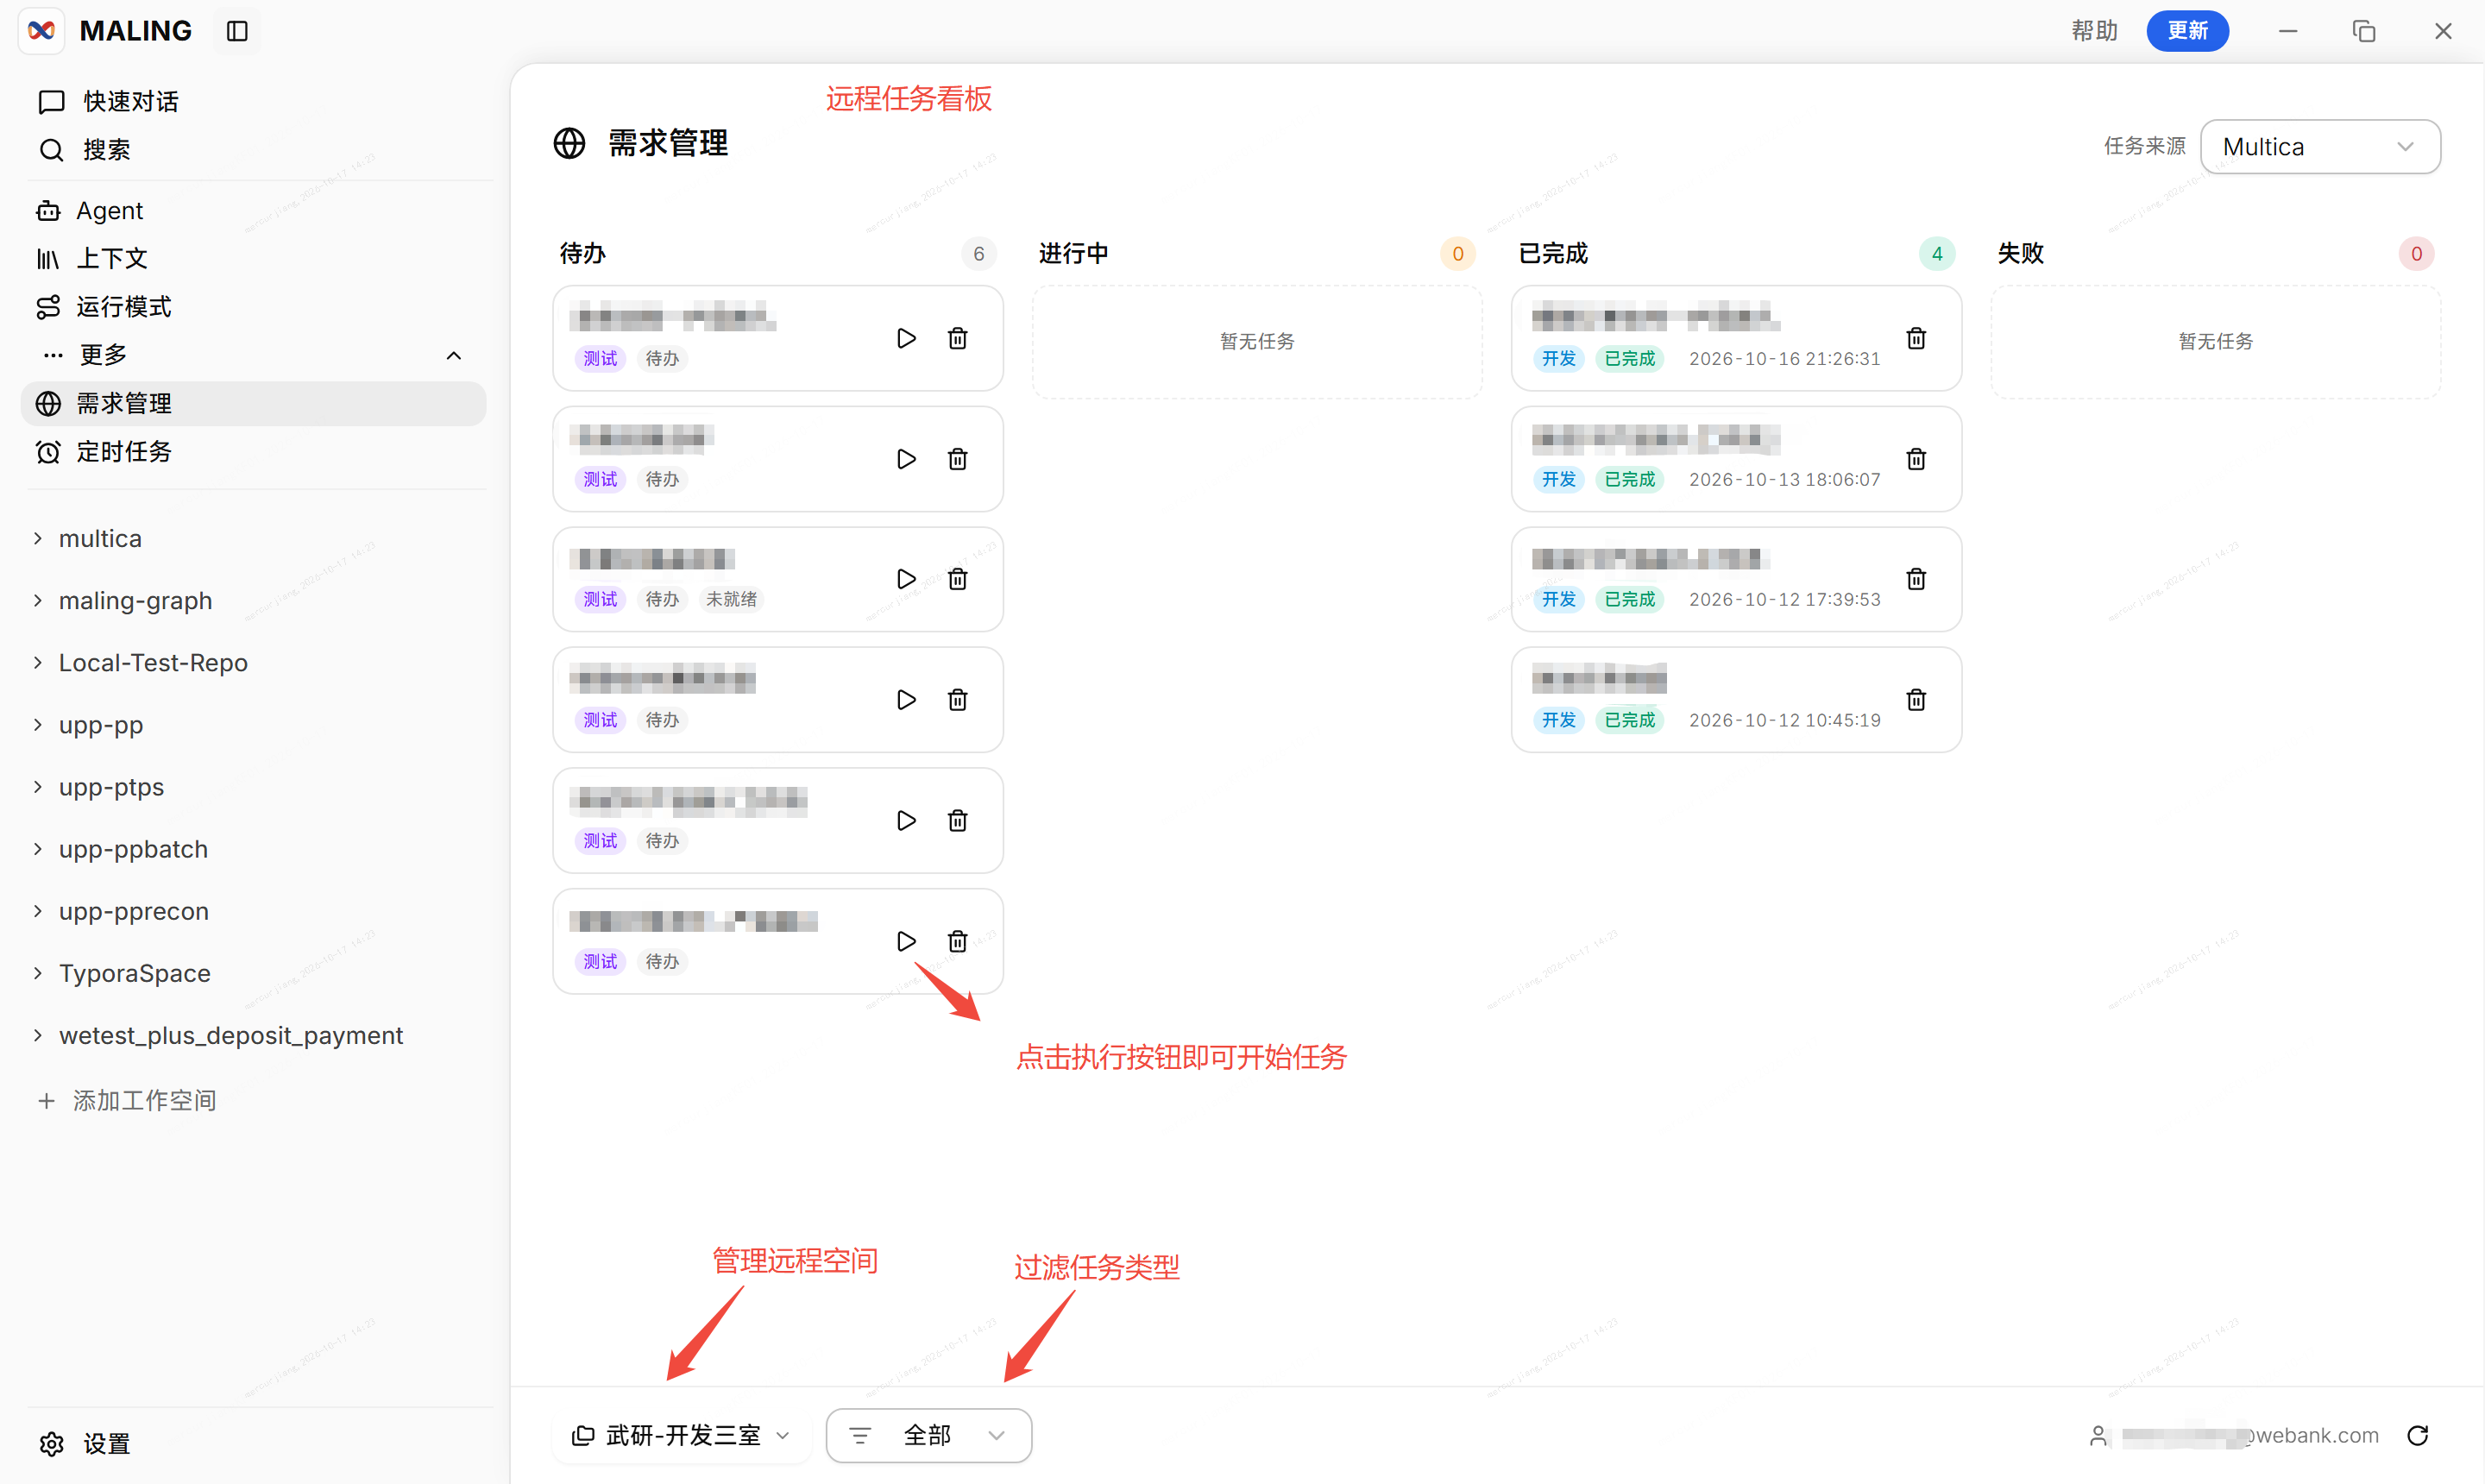 MALING
帮助
更新
快速对话
搜索
Agent
上下文
运行模式
更多
需求管理
定时任务
multica
maling-graph
Local-Test-Repo
upp-pp
upp-ptps
upp-ppbatch
upp-pprecon
TyporaSpace
wetest_plus_deposit_payment
添加工作空间
设置
远程任务看板
需求管理
任务来源
Multica
待办 6
测试 待办
测试 待办
测试 待办 未就绪
测试 待办
测试 待办
测试 待办
进行中 0
暂无任务
已完成 4
开发 已完成 2026-10-16 21:26:31
开发 已完成 2026-10-13 18:06:07
开发 已完成 2026-10-12 17:39:53
开发 已完成 2026-10-12 10:45:19
失败 0
暂无任务
点击执行按钮即可开始任务
管理远程空间
过滤任务类型
武研-开发三室
全部
@webank.com